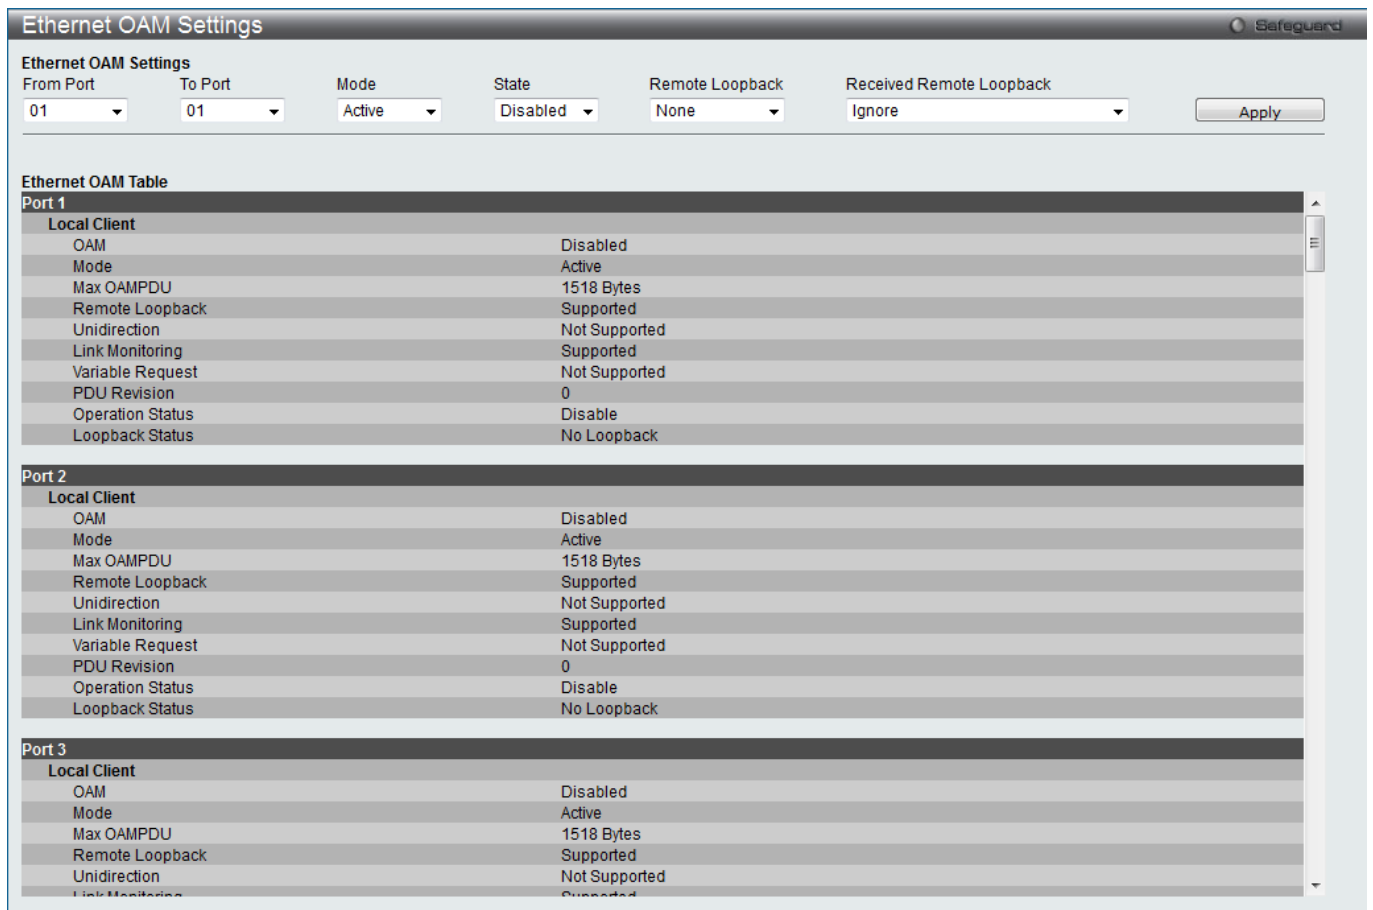 Ethernet OAM Settings Safeguard
Ethernet OAM Settings
From Port To Port Mode State Remote Loopback Received Remote Loopback
01 01 Active Disabled None Ignore Apply
Ethernet OAM Table
Port 1
Local Client
OAM Disabled
Mode Active
Max OAMPDU 1518 Bytes
Remote Loopback Supported
Unidirection Not Supported
Link Monitoring Supported
Variable Request Not Supported
PDU Revision 0
Operation Status Disable
Loopback Status No Loopback
Port 2
Local Client
OAM Disabled
Mode Active
Max OAMPDU 1518 Bytes
Remote Loopback Supported
Unidirection Not Supported
Link Monitoring Supported
Variable Request Not Supported
PDU Revision 0
Operation Status Disable
Loopback Status No Loopback
Port 3
Local Client
OAM Disabled
Mode Active
Max OAMPDU 1518 Bytes
Remote Loopback Supported
Unidirection Not Supported
Link Monitoring Supported